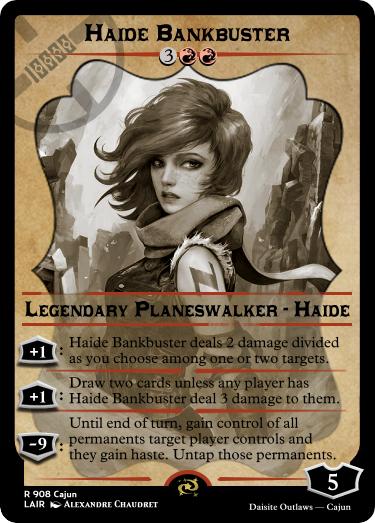 Haide Bankbuster
3
Legendary Planeswalker - Haide
+1: Haide Bankbuster deals 2 damage divided
as you choose among one or two targets.
+1: Draw two cards unless any player has
Haide Bankbuster deal 3 damage to them.
-9: Until end of turn, gain control of all
permanents target player controls and
they gain haste. Untap those permanents.
5
R 908 Cajun
LAIR Alexandre Chaudret
Daisite Outlaws — Cajun